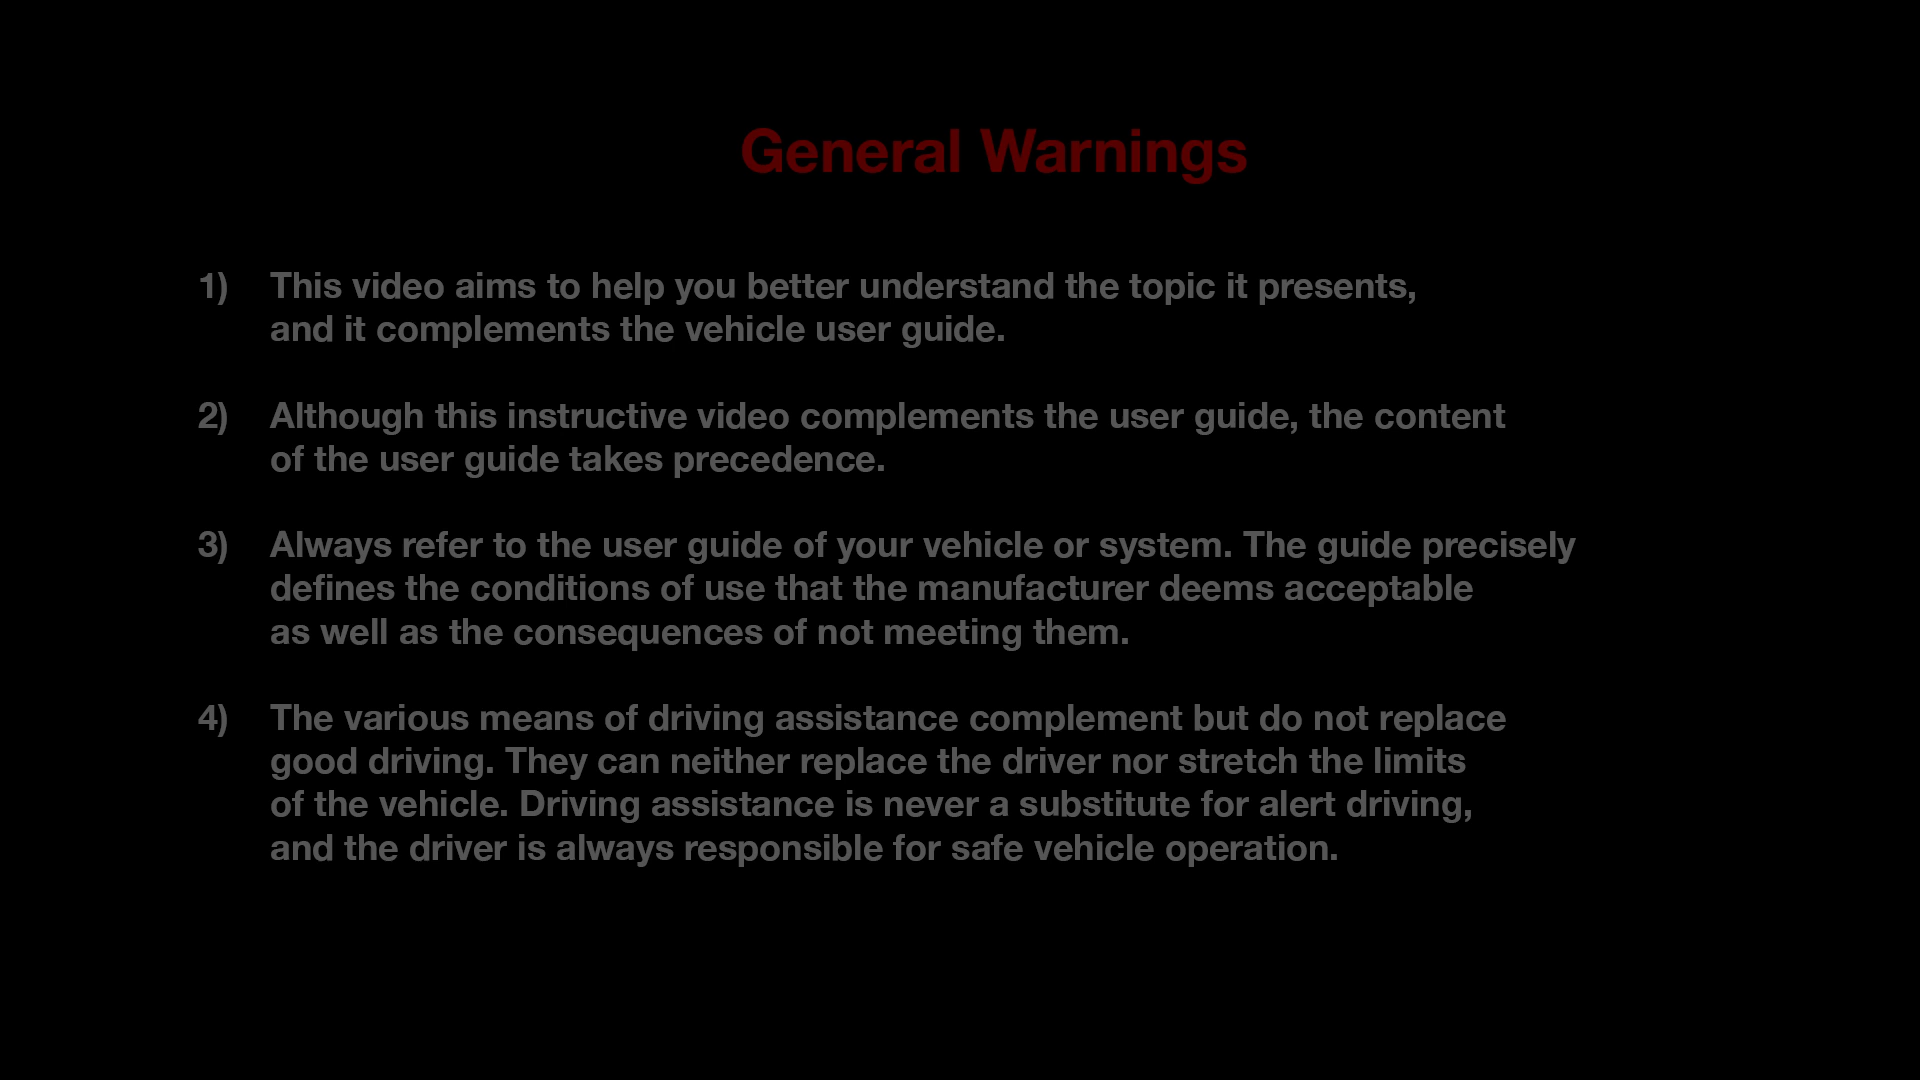 General Warnings
1) This video aims to help you better understand the topic it presents,
and it complements the vehicle user guide.
2) Although this instructive video complements the user guide, the content
of the user guide takes precedence.
3) Always refer to the user guide of your vehicle or system. The guide precisely
defines the conditions of use that the manufacturer deems acceptable
as well as the consequences of not meeting them.
4) The various means of driving assistance complement but do not replace
good driving. They can neither replace the driver nor stretch the limits
of the vehicle. Driving assistance is never a substitute for alert driving,
and the driver is always responsible for safe vehicle operation.